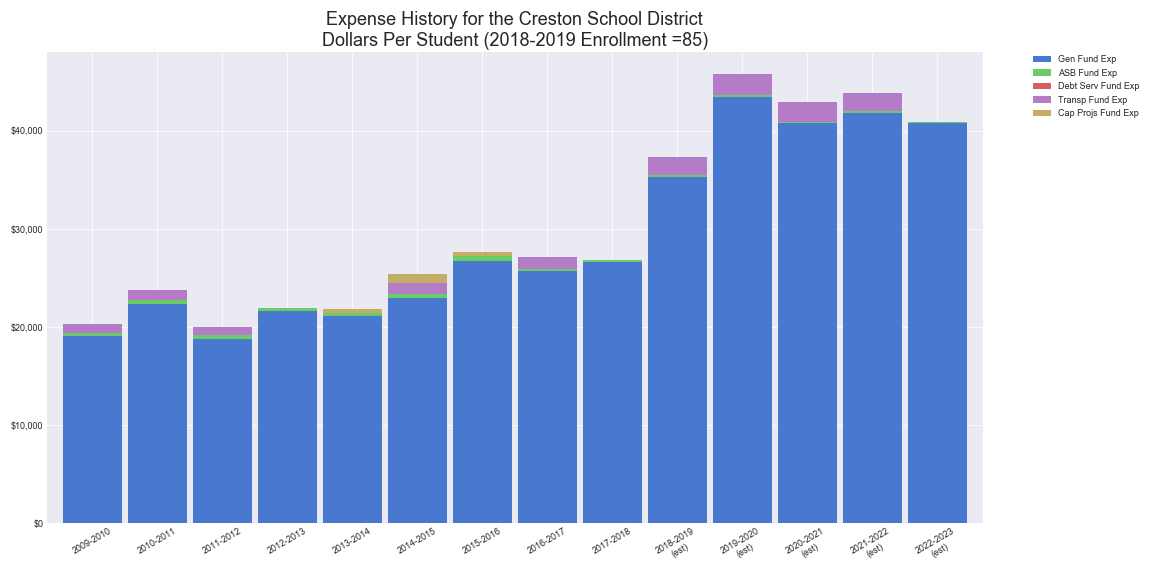 Expense History for the Creston School District
Dollars Per Student (2018-2019 Enrollment =85)
Gen Fund Exp
ASB Fund Exp
Debt Serv Fund Exp
Transp Fund Exp
Cap Projs Fund Exp
$40,000
$30,000
$20,000
$10,000
$0
2009-2010
2010-2011
2011-2012
2012-2013
2013-2014
2014-2015
2015-2016
2016-2017
2017-2018
2018-2019
(est)
2019-2020
(est)
2020-2021
(est)
2021-2022
(est)
2022-2023
(est)